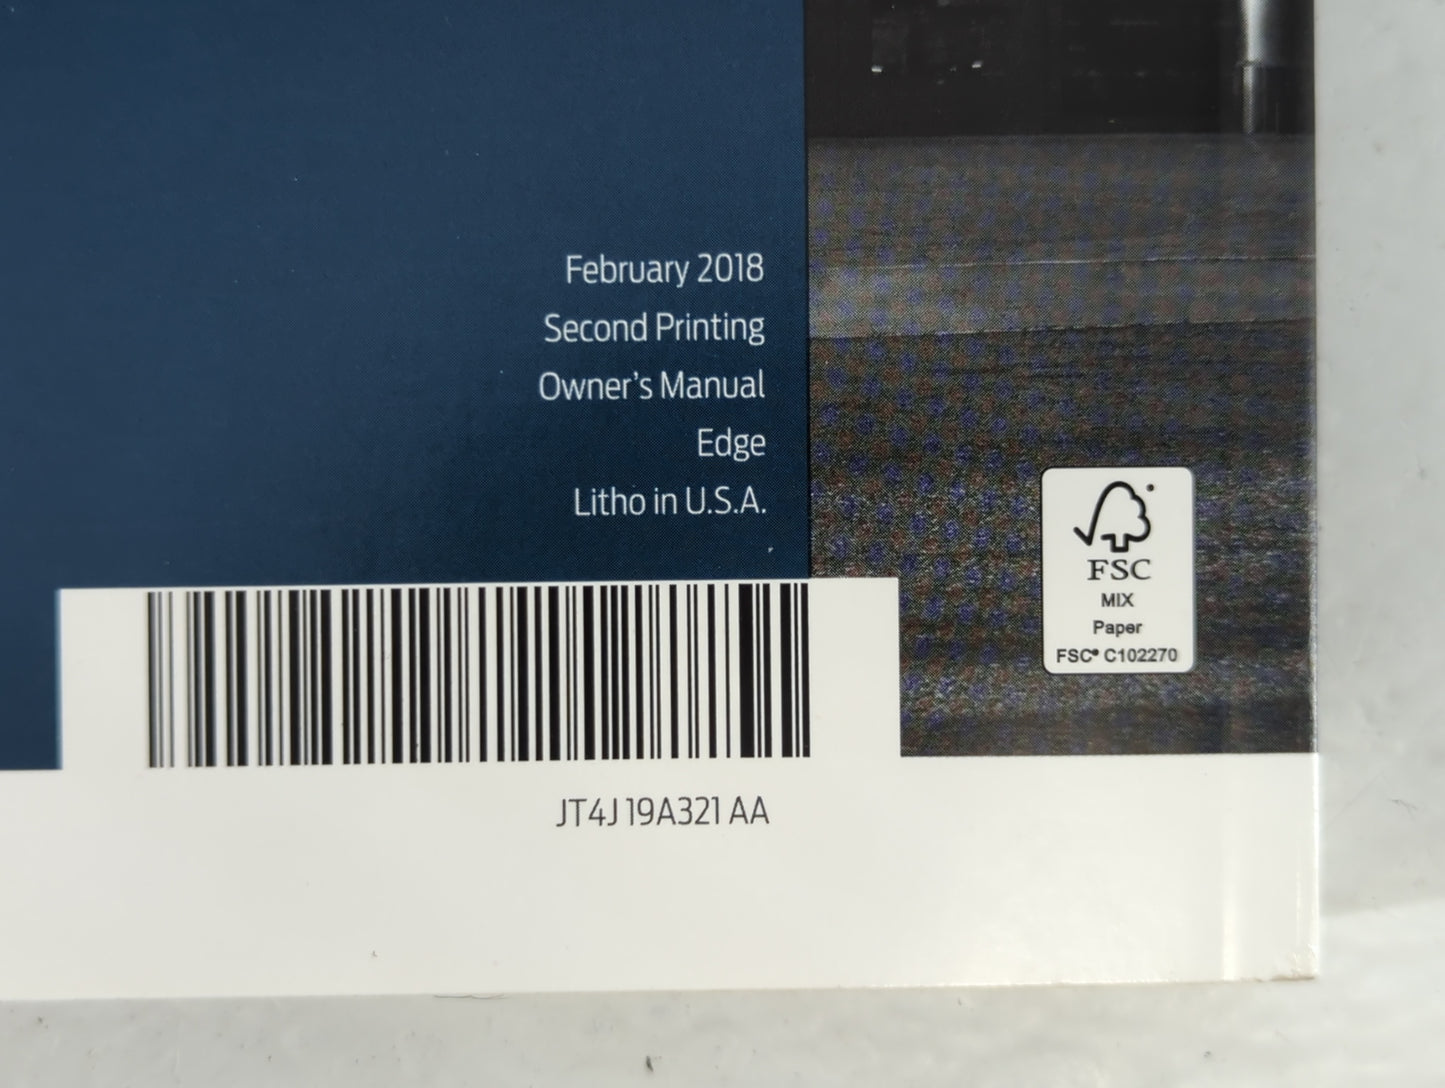 February 2018
Second Printing
Owner's Manual
Edge
Litho in U.S.A.
FSC
MIX
Paper
FSC® C102270
JT4J 19A321 AA